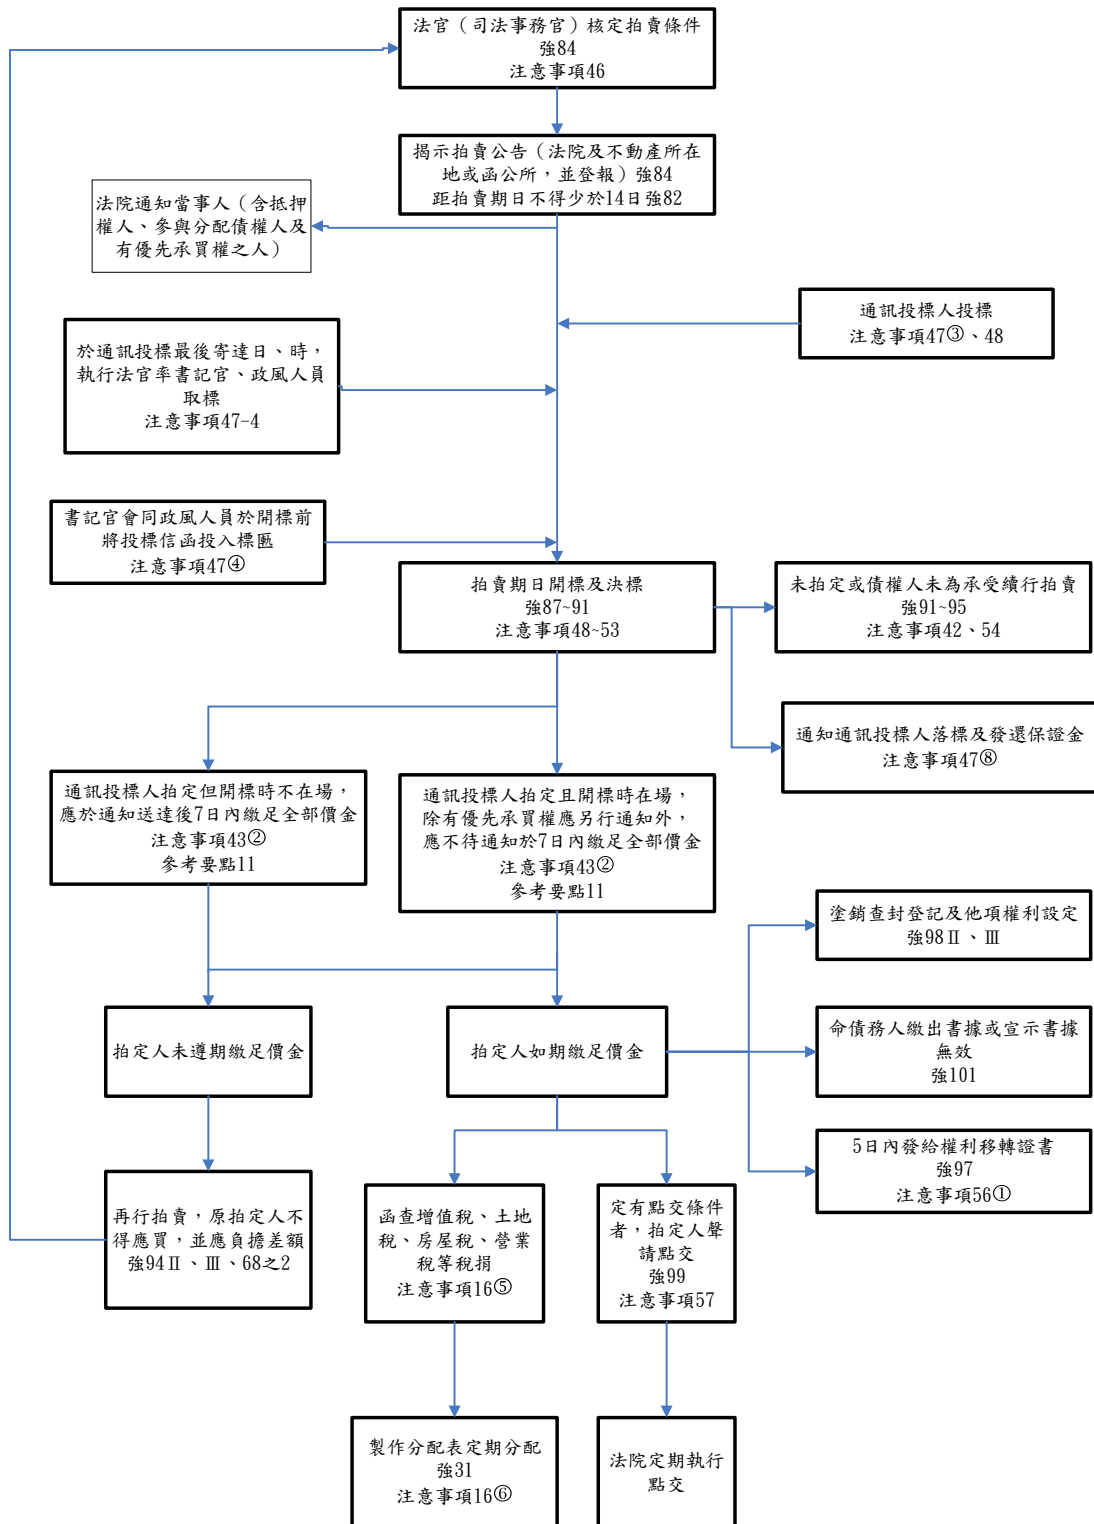 法官（司法事務官）核定拍賣條件
強84
注意事項46
揭示拍賣公告（法院及不動產所在
地或函公所，並登報）強84
距拍賣期日不得少於14日強82
法院通知當事人（含抵押
權人、參與分配債權人及
有優先承買權之人）
通訊投標人投標
注意事項47③、48
於通訊投標最後寄達日、時，
執行法官率書記官、政風人員
取標
注意事項47-4
書記官會同政風人員於開標前
將投標信函投入標匭
注意事項47④
拍賣期日開標及決標
強87~91
注意事項48~53
未拍定或債權人未為承受續行拍賣
強91~95
注意事項42、54
通知通訊投標人落標及發還保證金
注意事項47⑧
通訊投標人拍定但開標時不在場，
應於通知送達後7日內繳足全部價金
注意事項43②
參考要點11
通訊投標人拍定且開標時在場，
除有優先承買權應另行通知外，
應不待通知於7日內繳足全部價金
注意事項43②
參考要點11
塗銷查封登記及他項權利設定
強98Ⅱ、Ⅲ
拍定人未遵期繳足價金
拍定人如期繳足價金
命債務人繳出書據或宣示書據
無效
強101
5日內發給權利移轉證書
強97
注意事項56①
再行拍賣，原拍定人不
得應買，並應負擔差額
強94Ⅱ、Ⅲ、68之2
函查增值稅、土地
稅、房屋稅、營業
稅等稅捐
注意事項16⑤
定有點交條件
者，拍定人聲
請點交
強99
注意事項57
製作分配表定期分配
強31
注意事項16⑥
法院定期執行
點交